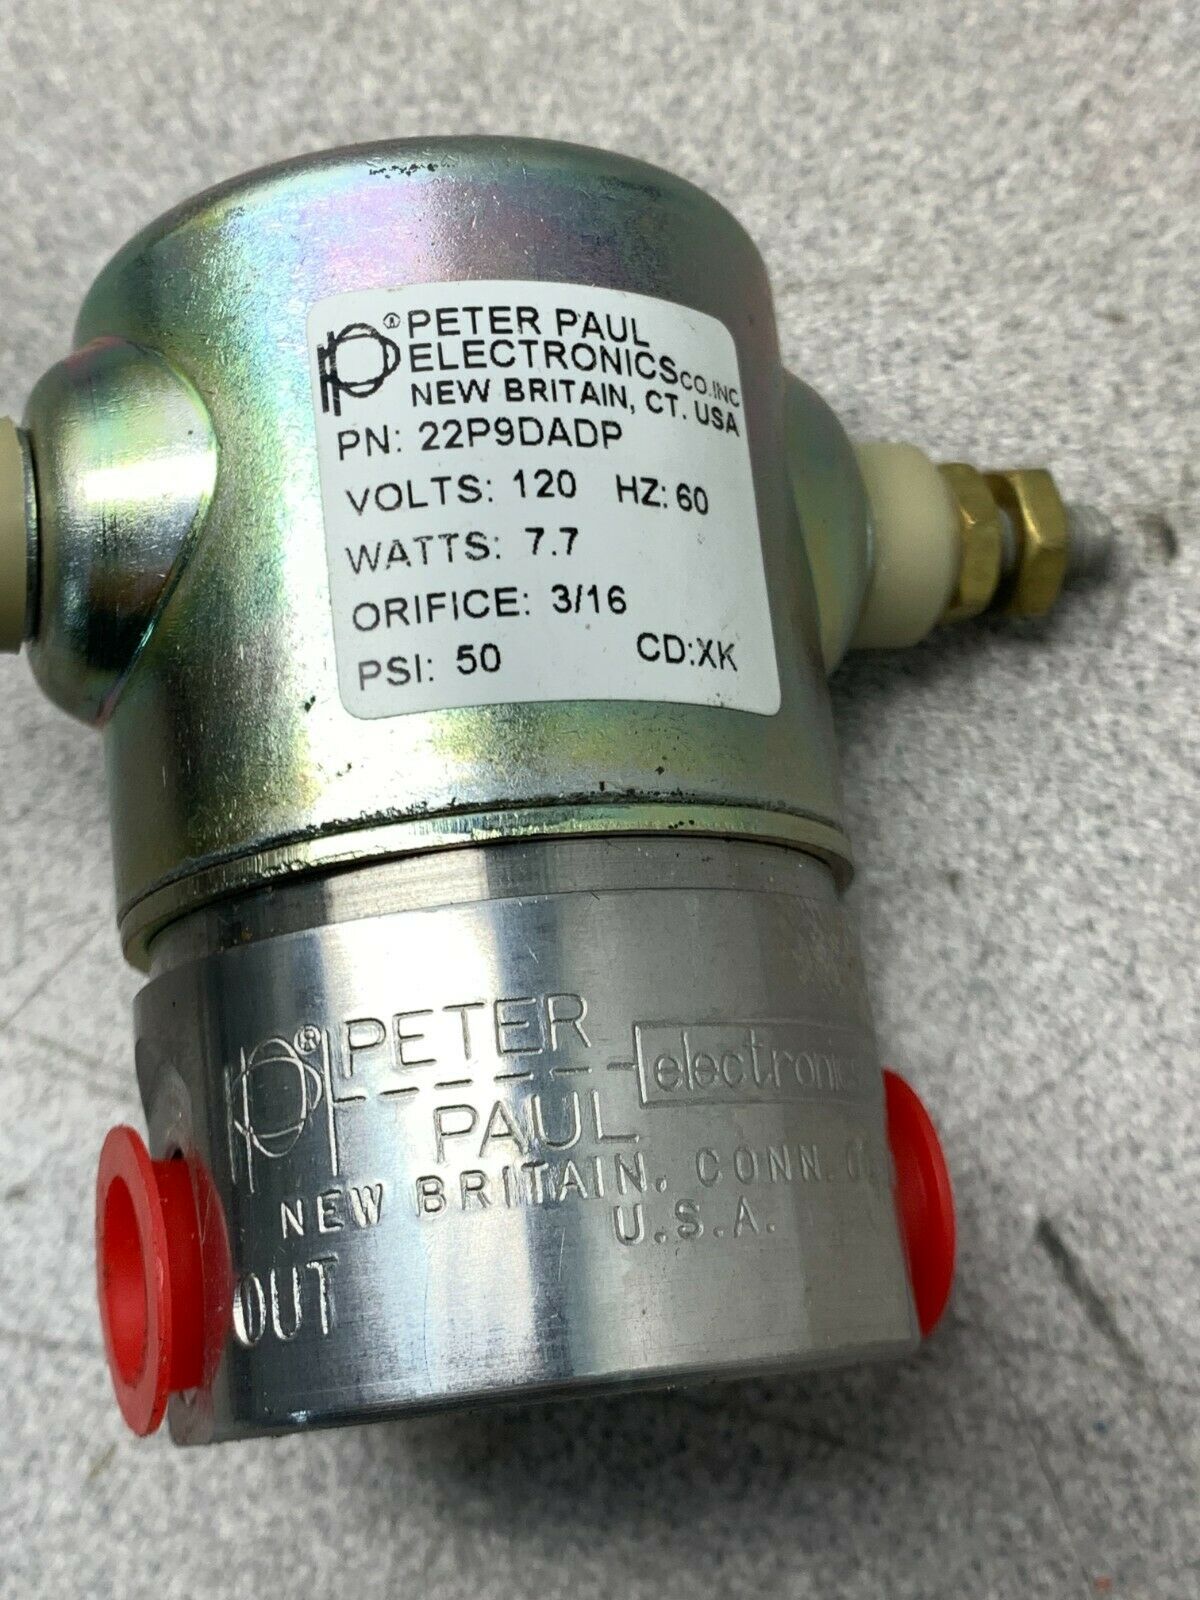 ® PETER PAUL
ELECTRONICS CO.INC
NEW BRITAIN, CT. USA
PN: 22P9DADP
VOLTS: 120 HZ: 60
WATTS: 7.7
ORIFICE: 3/16
PSI: 50 CD:XK
® PETER
PAUL electronics
NEW BRITAIN, CONN.
U.S.A.
OUT